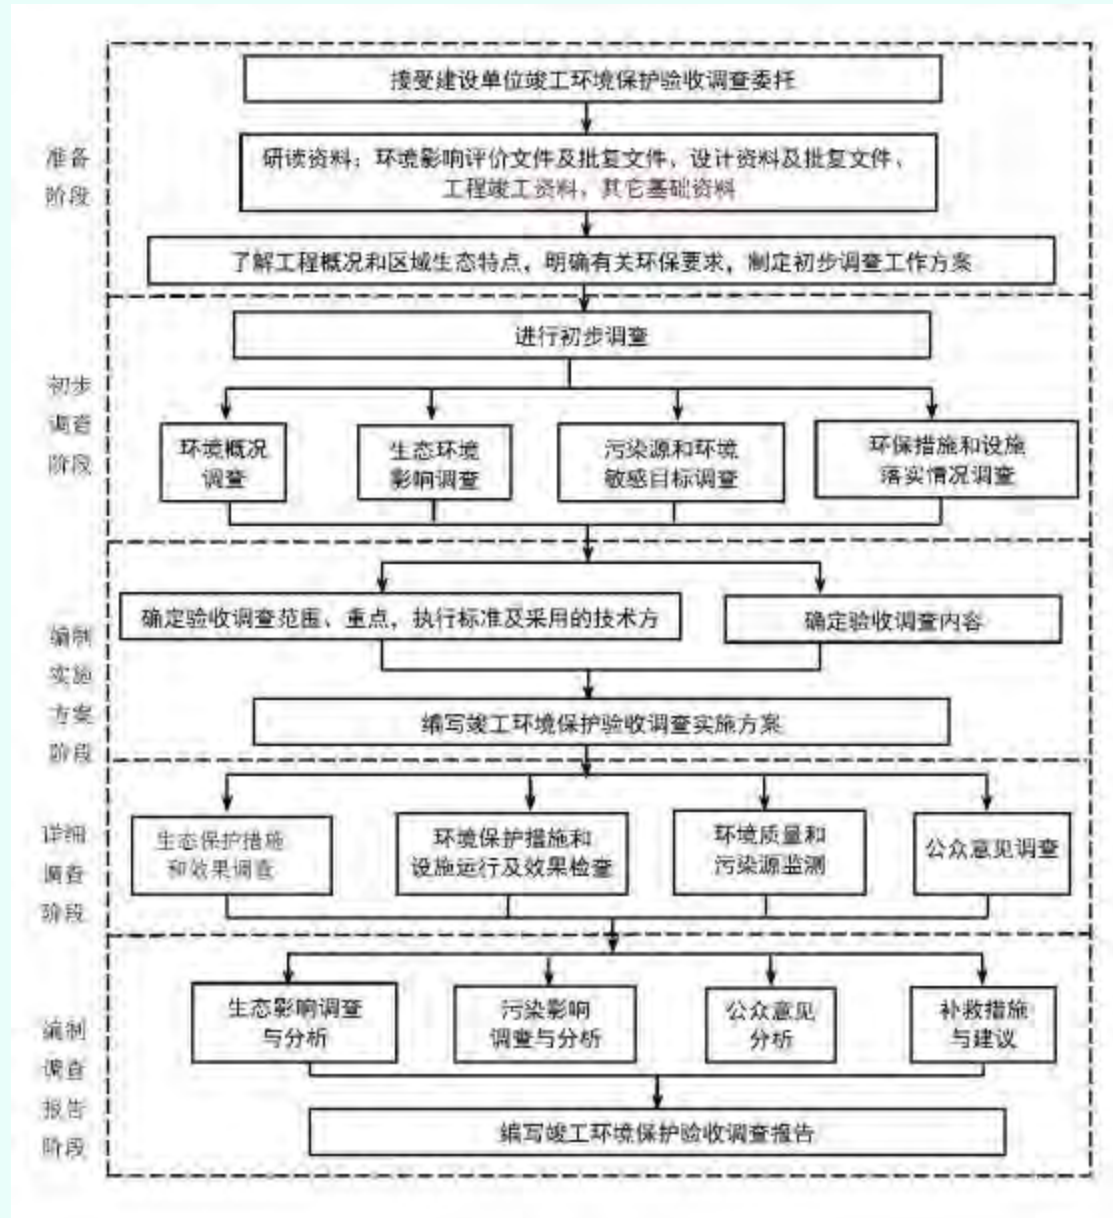 接受建设单位竣工环境保护验收调查委托
准备
阶段
研读资料：环境影响评价文件及批复文件、设计资料及批复文件、
工程竣工资料，其它基础资料
了解工程概况和区域生态特点，明确有关环保要求，制定初步调查工作方案
进行初步调查
初步
调查
阶段
环境概况
调查
生态环境
影响调查
污染源和环境
敏感目标调查
环保措施和设施
落实情况调查
确定验收调查范围、重点，执行标准及采用的技术方
确定验收调查内容
编制
实施
方案
阶段
编写竣工环境保护验收调查实施方案
详细
调查
阶段
生态保护措施
和效果调查
环境保护措施和
设施运行及效果检查
环境质量和
污染源监测
公众意见调查
编制
调查
报告
阶段
生态影响调查
与分析
污染影响
调查与分析
公众意见
分析
补救措施
与建议
编写竣工环境保护验收调查报告